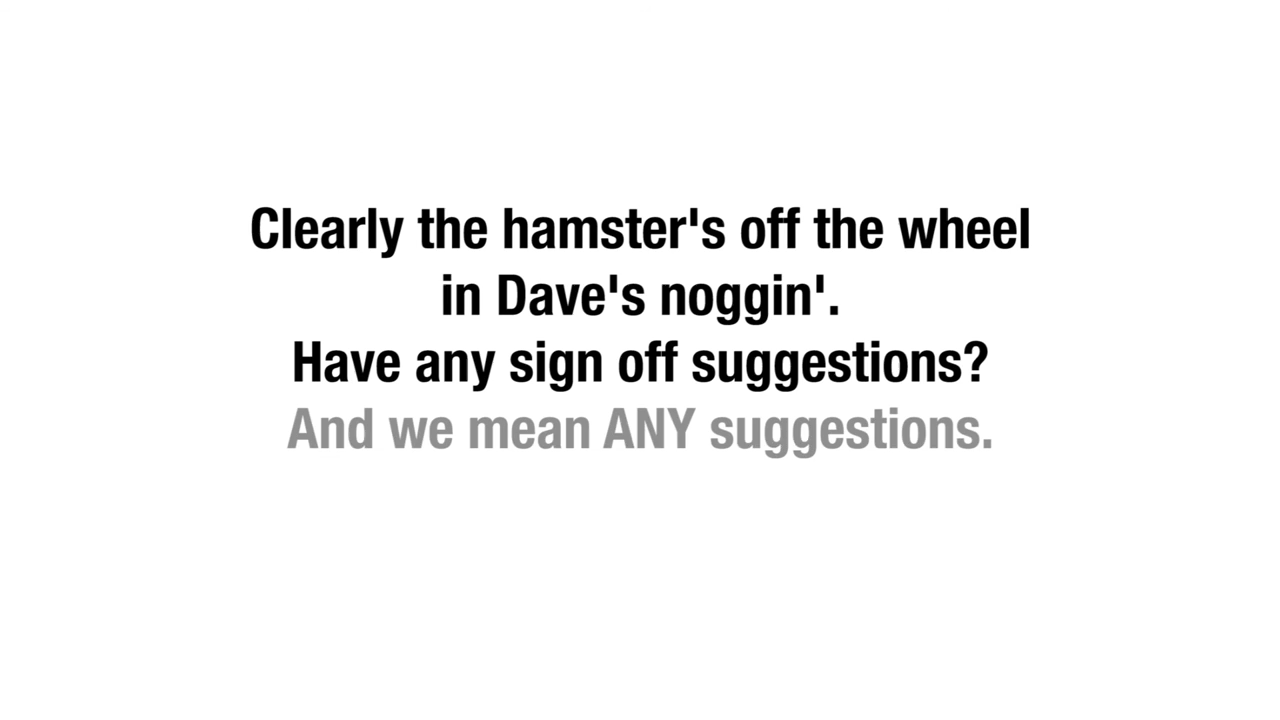 Clearly the hamster's off the wheel
in Dave's noggin'.
Have any sign off suggestions?
And we mean ANY suggestions.